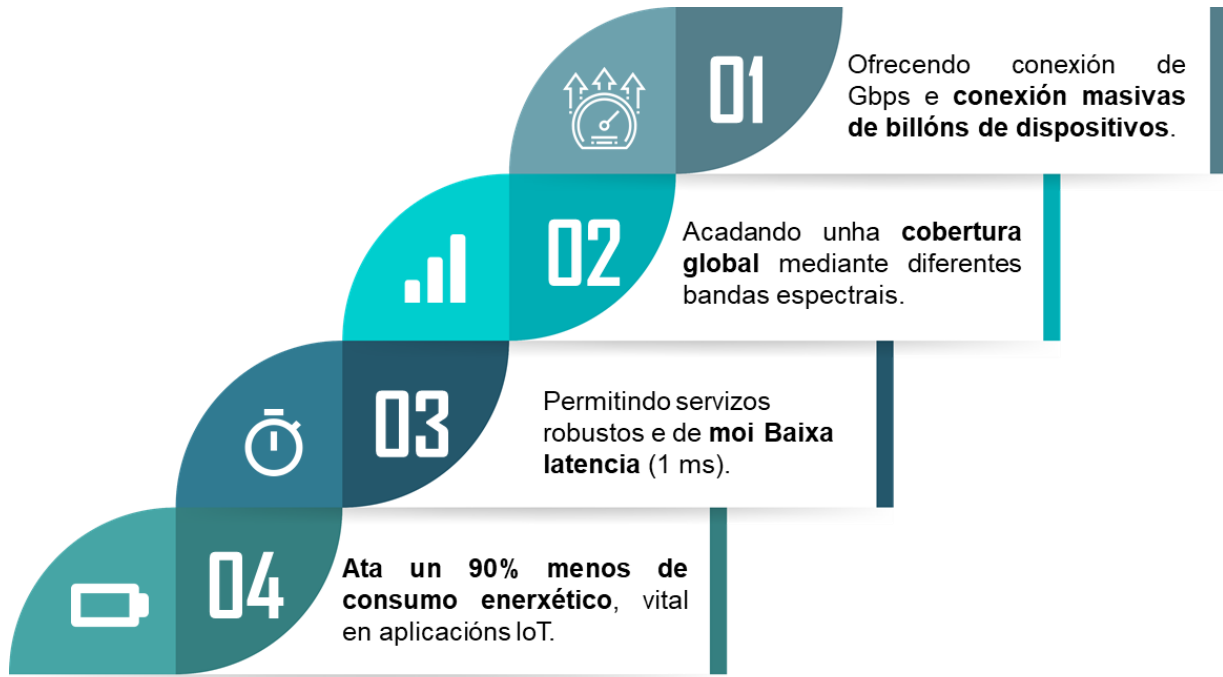 01
Ofrecendo conexión de
Gbps e conexión masivas
de billóns de dispositivos.
02
Acadando unha cobertura
global mediante diferentes
bandas espectrais.
03
Permitindo servizos
robustos e de moi Baixa
latencia (1 ms).
04
Ata un 90% menos de
consumo enerxético, vital
en aplicacións IoT.